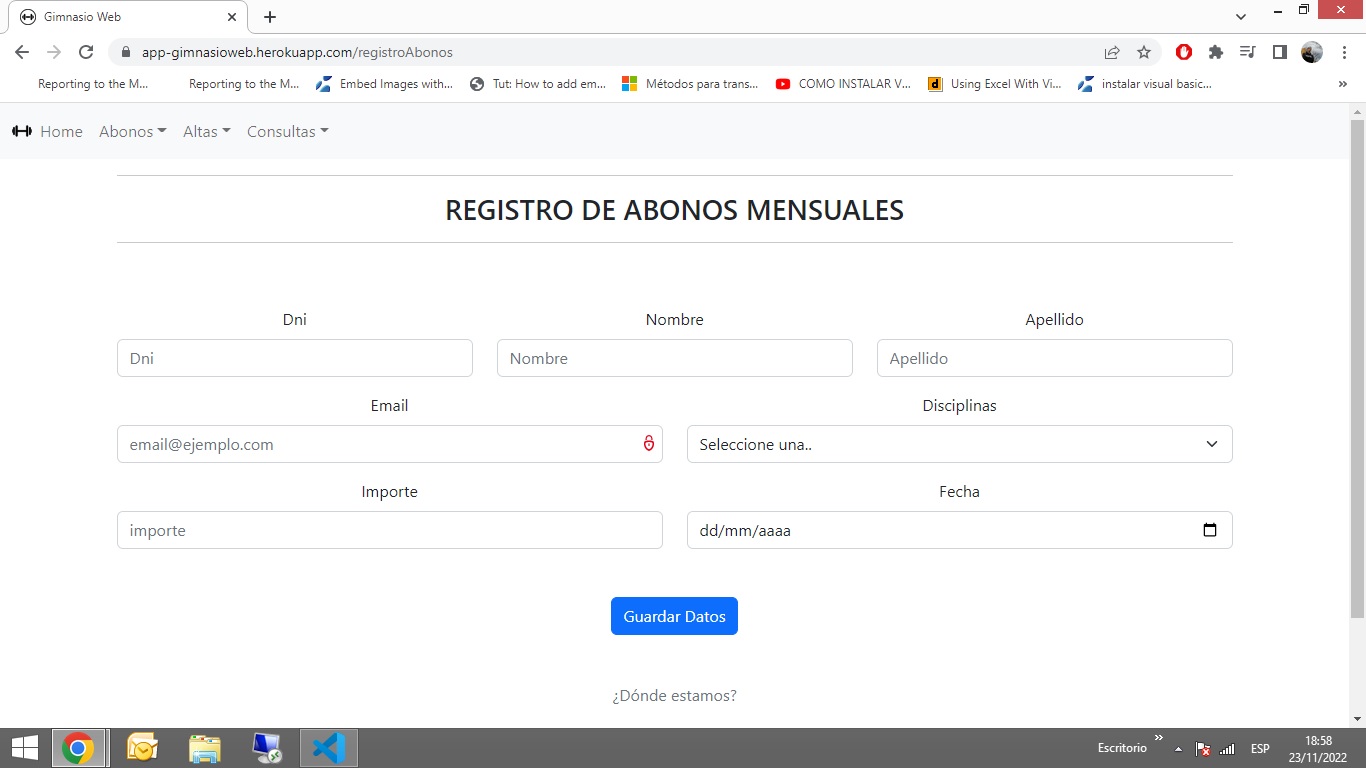 Gimnasio Web
app-gimnasioweb.herokuapp.com/registroAbonos
Reporting to the M... Reporting to the M... Embed Images with... Tut: How to add em... Métodos para trans... COMO INSTALAR V... Using Excel With Vi... instalar visual basic... »
Home Abonos Altas Consultas
REGISTRO DE ABONOS MENSUALES
Dni Nombre Apellido
Dni Nombre Apellido
Email Disciplinas
email@ejemplo.com Seleccione una..
Importe Fecha
importe dd/mm/aaaa
Guardar Datos
¿Dónde estamos?
Escritorio » ESP 18:58
23/11/2022